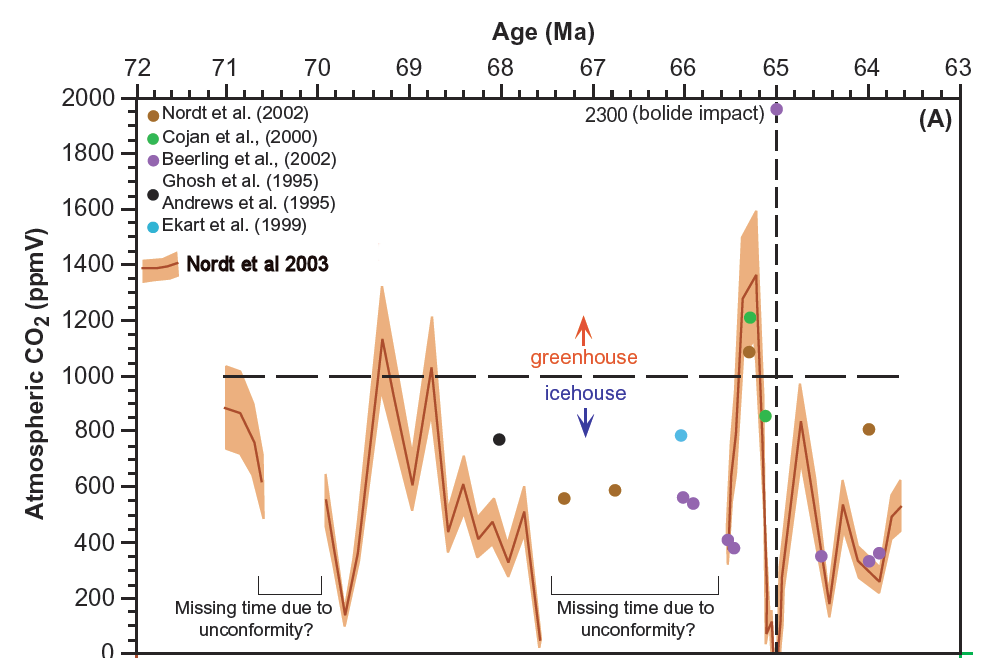 Age (Ma)
72 71 70 69 68 67 66 65 64 63
2000
1800
1600
1400
1200
1000
800
600
400
200
0
Atmospheric CO2 (ppmV)
Nordt et al. (2002)
Cojan et al., (2000)
Beerling et al., (2002)
Ghosh et al. (1995)
Andrews et al. (1995)
Ekart et al. (1999)
Nordt et al 2003
2300 (bolide impact)
(A)
greenhouse
icehouse
Missing time due to
unconformity?
Missing time due to
unconformity?